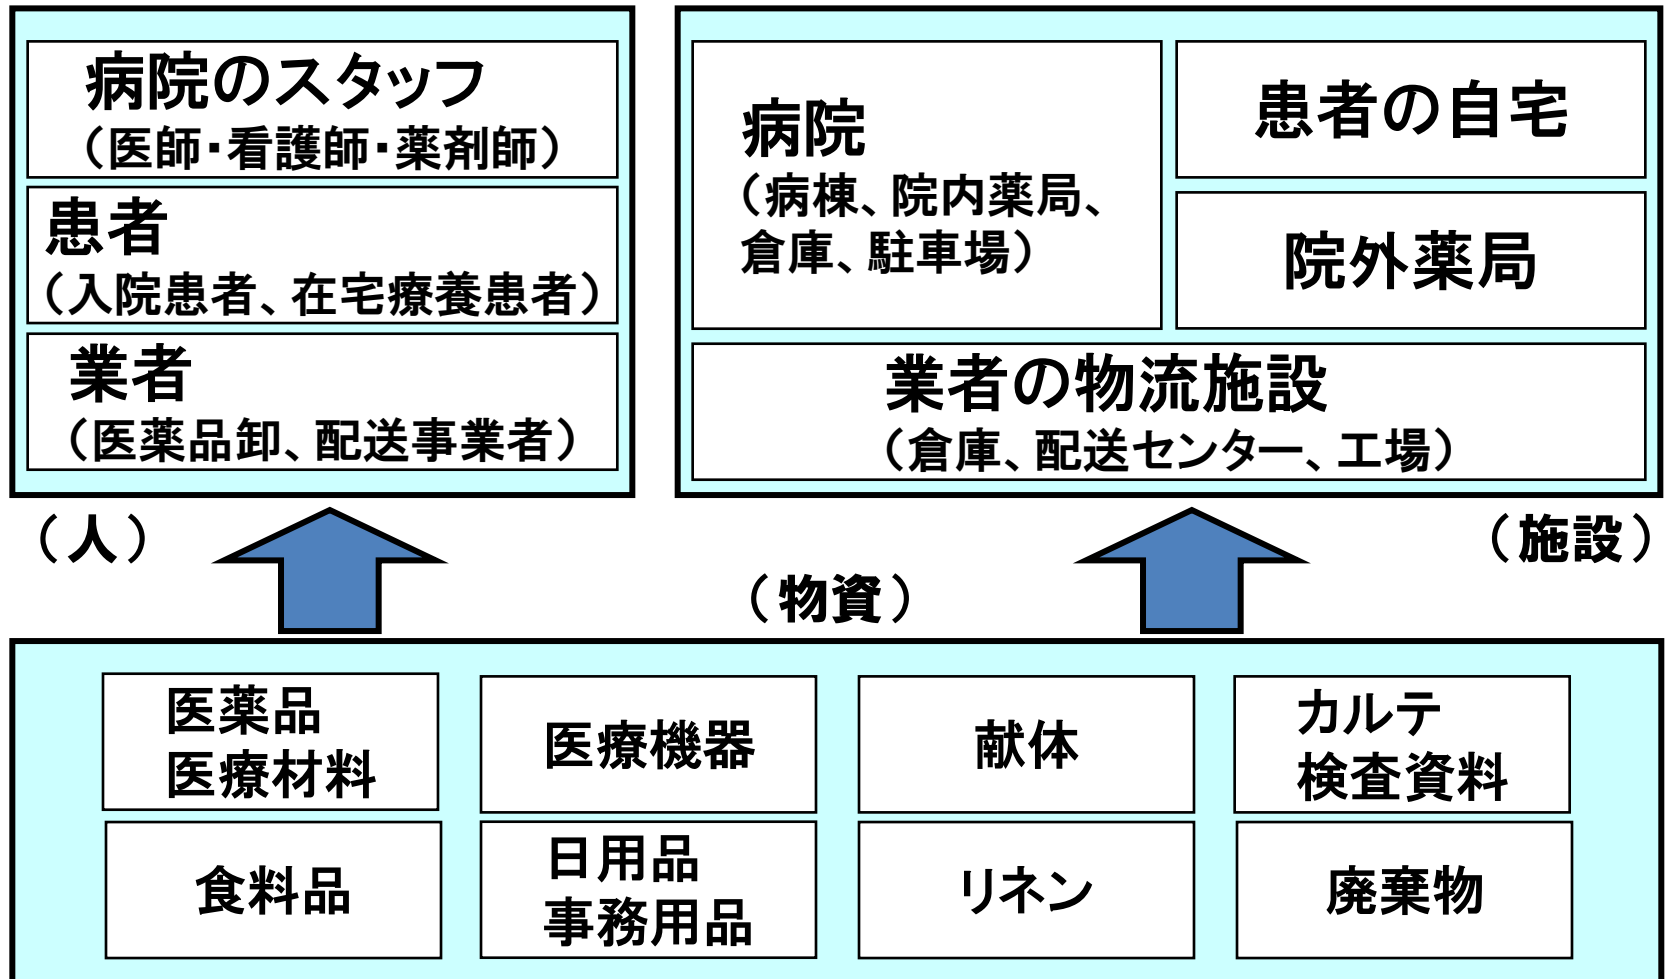 病院のスタッフ
（医師・看護師・薬剤師）
患者
（入院患者、在宅療養患者）
業者
（医薬品卸、配送事業者）
（人）
病院
（病棟、院内薬局、
倉庫、駐車場）
患者の自宅
院外薬局
業者の物流施設
（倉庫、配送センター、工場）
（施設）
（物資）
医薬品
医療材料
医療機器
献体
カルテ
検査資料
食料品
日用品
事務用品
リネン
廃棄物